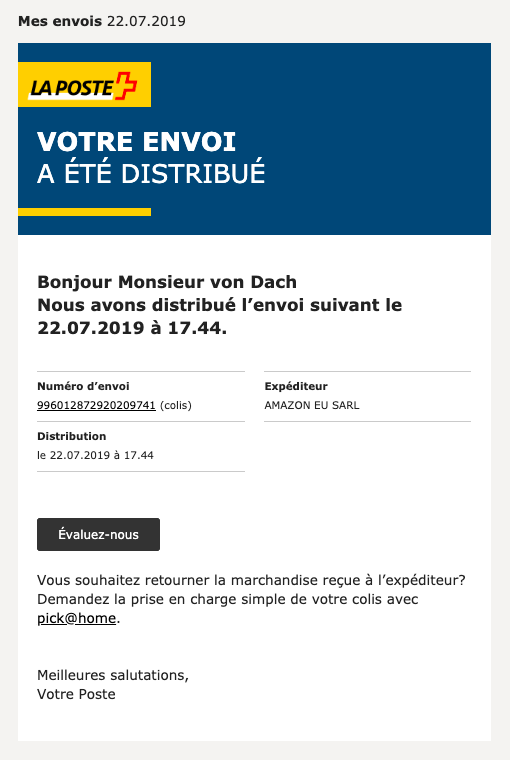 Mes envois 22.07.2019
LA POSTE
VOTRE ENVOI
A ÉTÉ DISTRIBUÉ
Bonjour Monsieur von Dach
Nous avons distribué l’envoi suivant le
22.07.2019 à 17.44.
Numéro d’envoi
996012872920209741 (colis)
Expéditeur
AMAZON EU SARL
Distribution
le 22.07.2019 à 17.44
Évaluez-nous
Vous souhaitez retourner la marchandise reçue à l’expéditeur?
Demandez la prise en charge simple de votre colis avec
pick@home.
Meilleures salutations,
Votre Poste